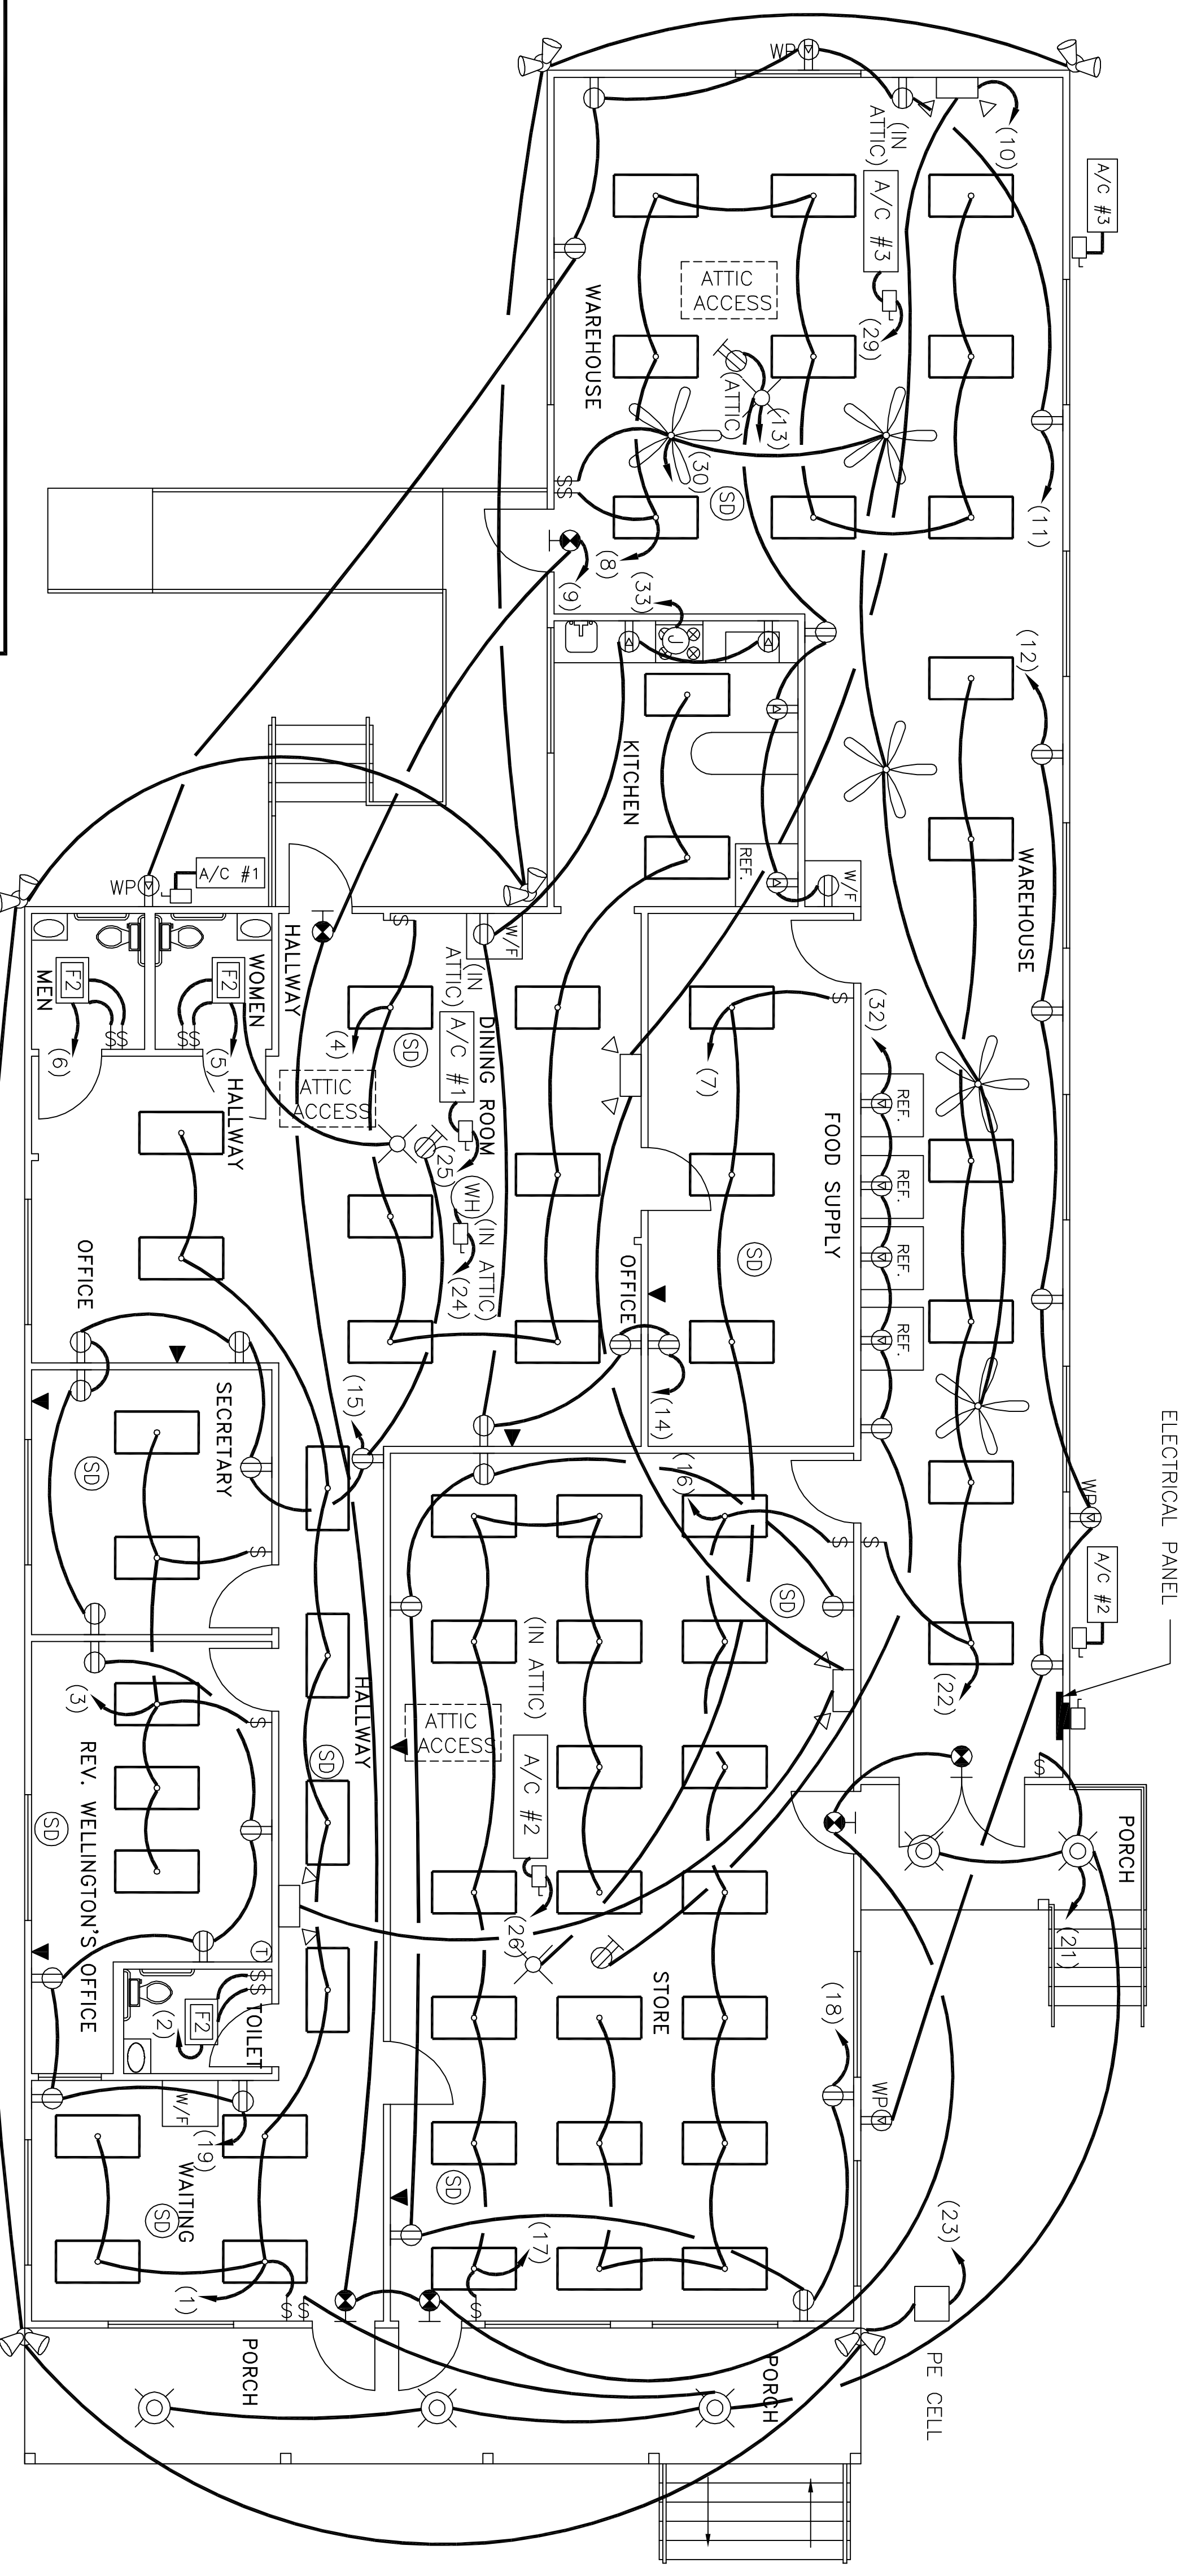 WP
(10)
(IN
ATTIC)
A/C #3
A/C #3
ATTIC
ACCESS
(29)
WAREHOUSE
(ATTIC)
(13)
(30)
SD
$$
(11)
(8)
(9)
(33)
J
(12)
KITCHEN
REF.
W/F
WAREHOUSE
WP
A/C #1
HALLWAY
$
W/F
(IN
ATTIC)
A/C #1
DINING ROOM
MEN
WOMEN
F2
F2
$$
$$
(6)
(5)
(4)
SD
(7)
$
(32)
REF.
REF.
REF.
REF.
FOOD SUPPLY
HALLWAY
ATTIC
ACCESS
(25)
WH
(IN ATTIC)
(24)
SD
OFFICE
OFFICE
(14)
(15)
SECRETARY
SD
$
(16)
$
$
WP
A/C #2
ELECTRICAL PANEL
SD
(IN ATTIC)
(22)
(3)
$
REV. WELLINGTON'S OFFICE
SD
HALLWAY
SD
ATTIC
ACCESS
A/C #2
(26)
$
PORCH
(21)
T
$$
TOILET
F2
(2)
STORE
(18)
WP
W/F
(19)
WAITING
SD
SD
(17)
(1)
$$
$
(23)
PE CELL
PORCH
PORCH